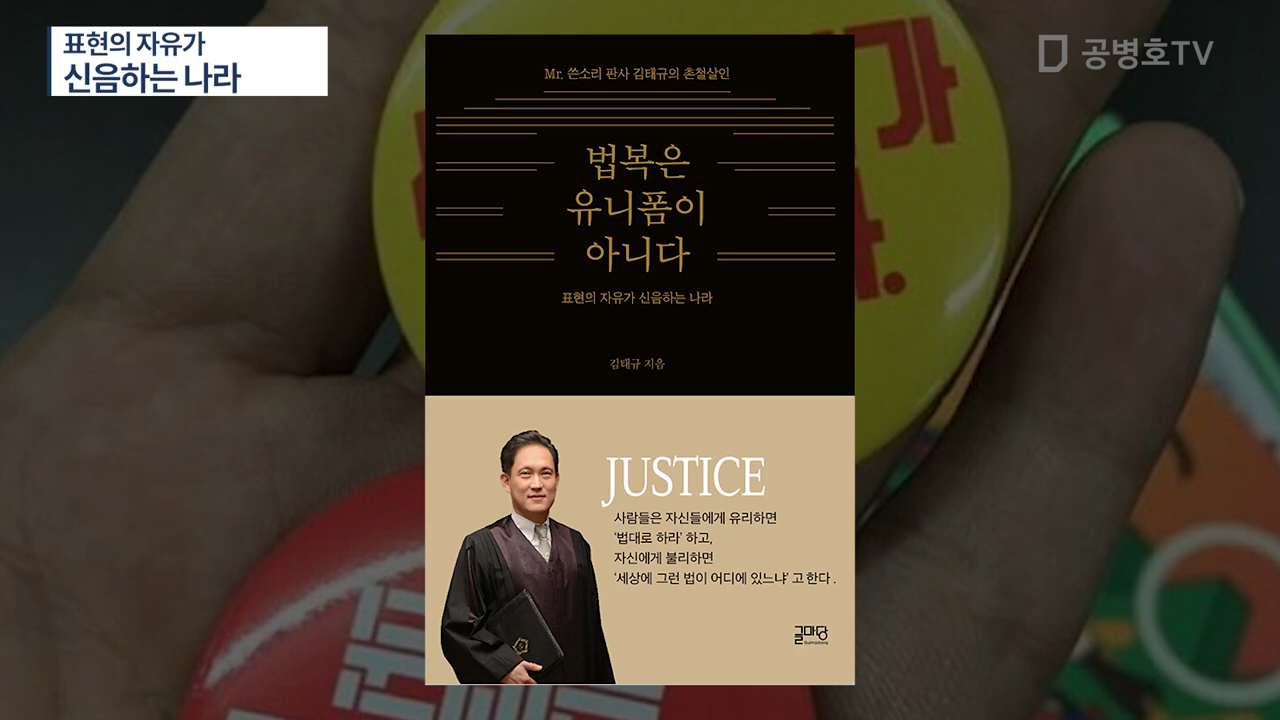 표현의 자유가
신음하는 나라
공병호TV
Mr. 쓴소리 판사 김태규의 촌철살인
법복은
유니폼이
아니다
표현의 자유가 신음하는 나라
김태규 지음
JUSTICE
사람들은 자신들에게 유리하면
‘법대로 하라’ 하고,
자신에게 불리하면
‘세상에 그런 법이 어디에 있느냐’ 고 한다 .
글마당